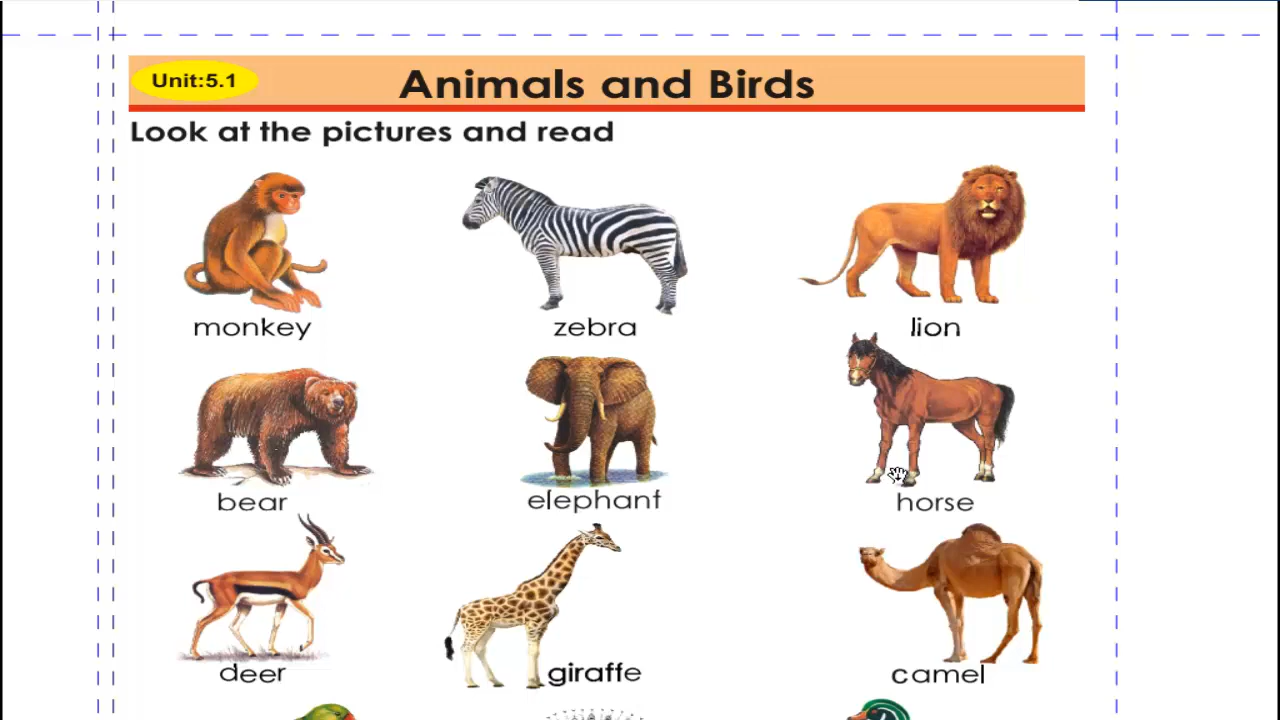 Unit:5.1
Animals and Birds
Look at the pictures and read
monkey
zebra
lion
bear
elephant
horse
deer
giraffe
camel